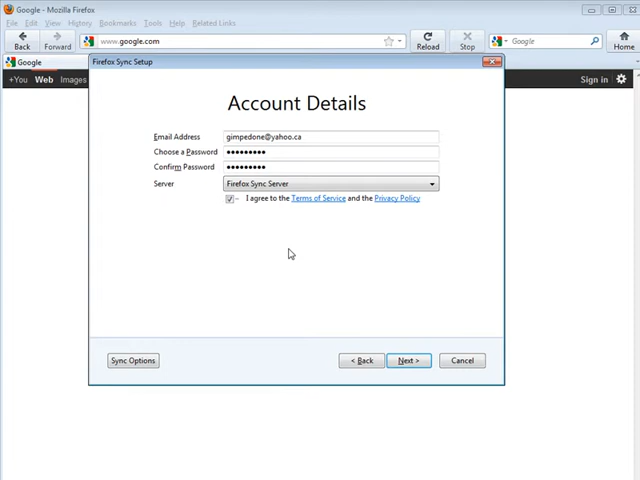 Google - Mozilla Firefox
File Edit View History Bookmarks Tools Help Related Links
Back Forward www.google.com Reload Stop Google Home
Google
+You Web Images Sign in
Firefox Sync Setup
Account Details
Email Address gimpedone@yahoo.ca
Choose a Password •••••••••
Confirm Password •••••••••
Server Firefox Sync Server
I agree to the Terms of Service and the Privacy Policy
Sync Options < Back Next > Cancel